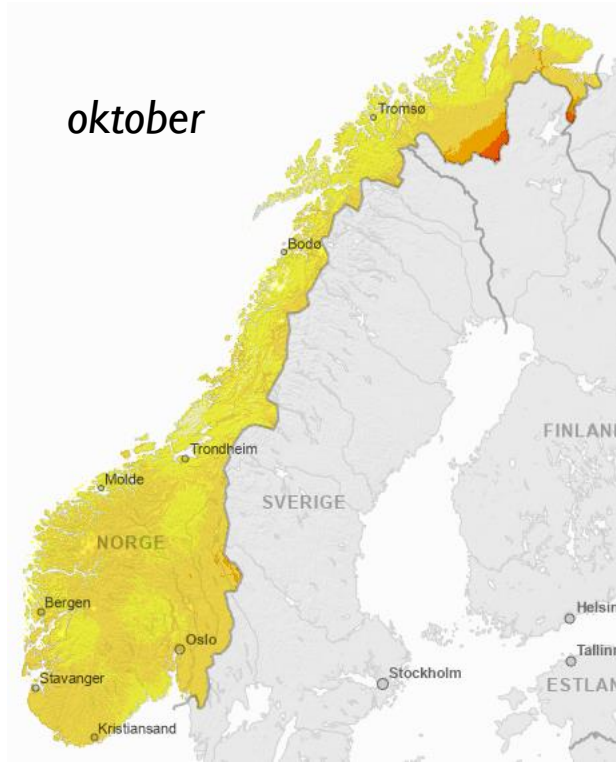 oktober
Tromsø
Bodø
FINLAN
Trondheim
Molde
SVERIGE
NORGE
Bergen
Helsin
Oslo
Tallinn
Stavanger
Stockholm
ESTLAN
Kristiansand